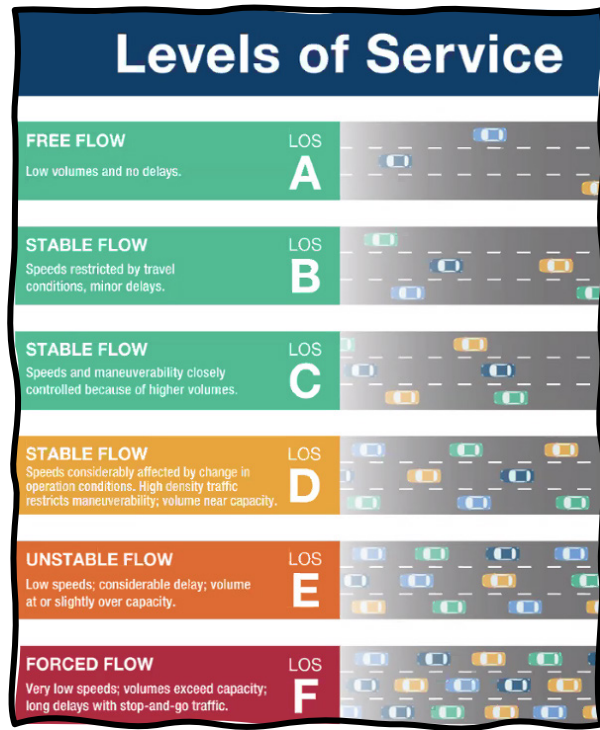 Levels of Service
FREE FLOW
LOS
Low volumes and no delays.
A
STABLE FLOW
LOS
Speeds restricted by travel
conditions, minor delays.
B
STABLE FLOW
LOS
Speeds and maneuverability closely
controlled because of higher volumes.
C
STABLE FLOW
LOS
Speeds considerably affected by change in
operation conditions. High density traffic
restricts maneuverability; volume near capacity.
D
UNSTABLE FLOW
LOS
Low speeds; considerable delay; volume
at or slightly over capacity.
E
FORCED FLOW
LOS
Very low speeds; volumes exceed capacity;
long delays with stop-and-go traffic.
F